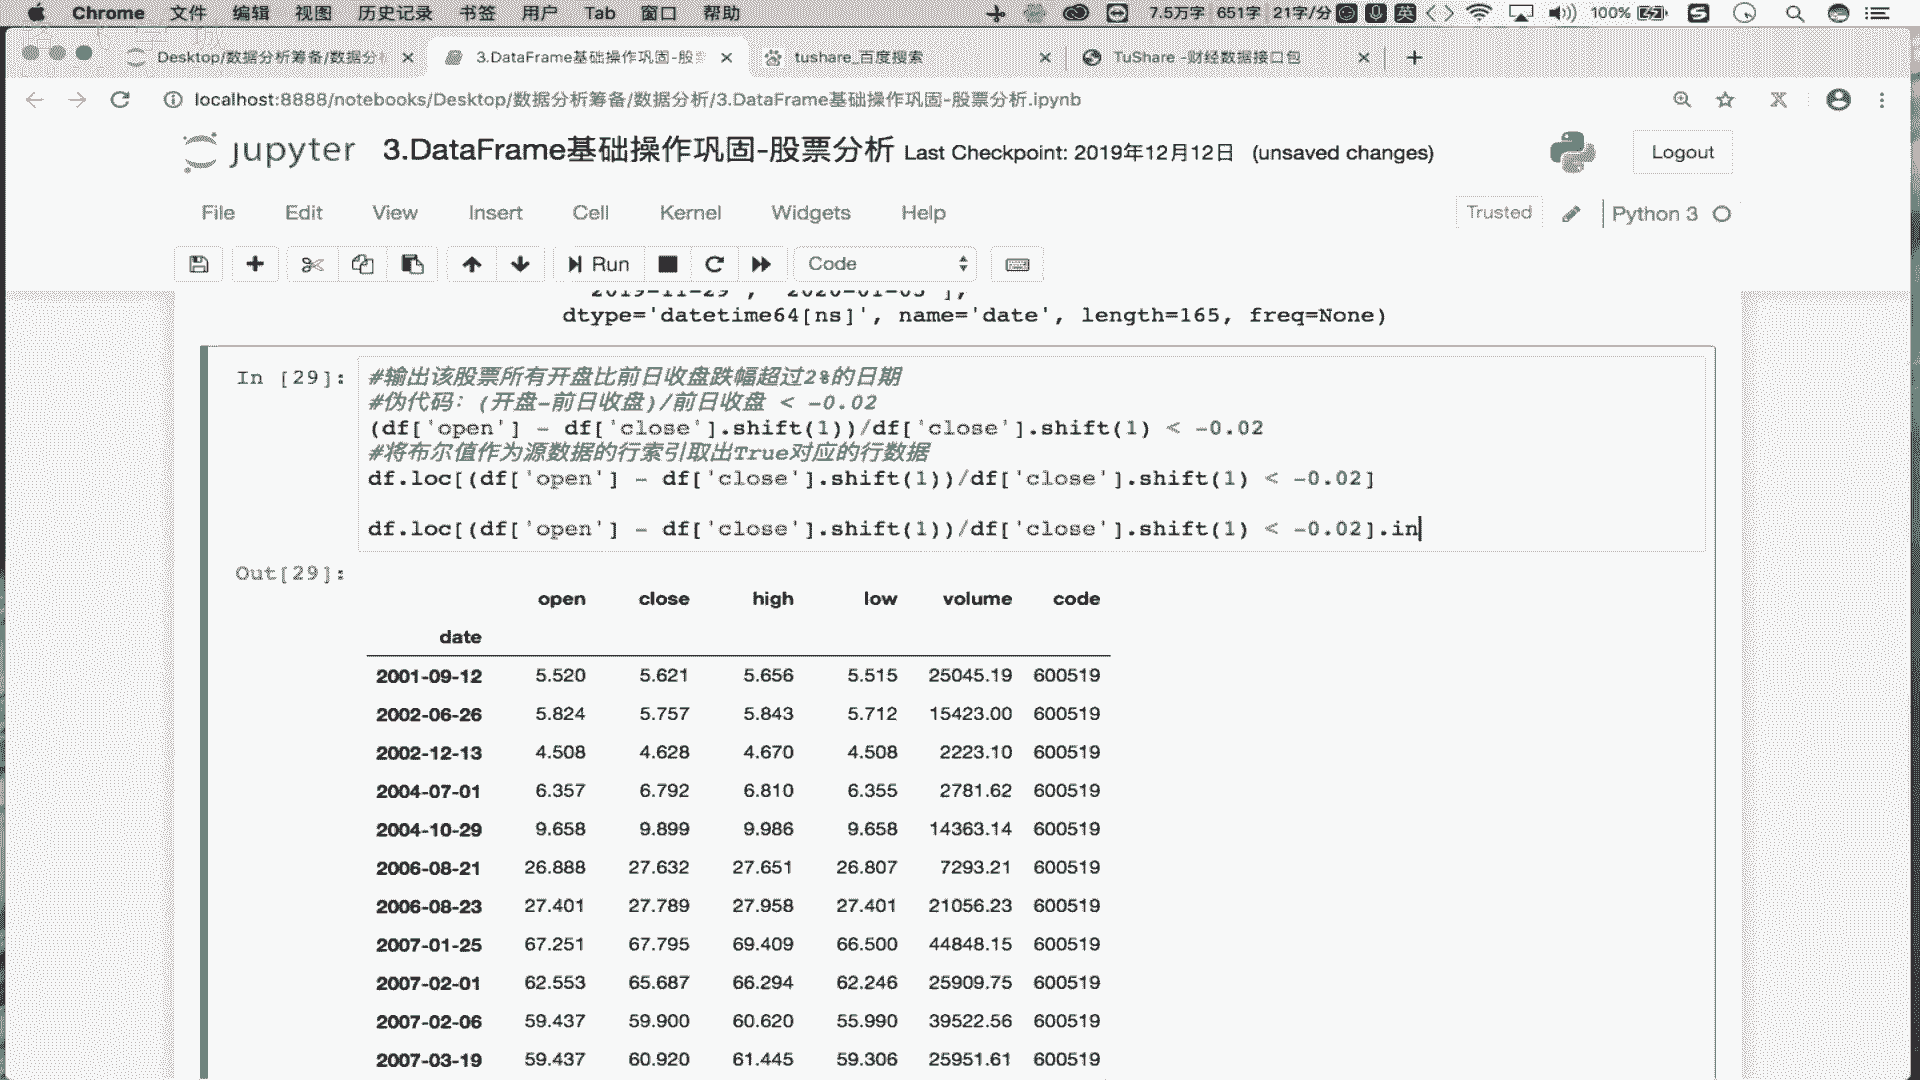 Chrome 文件 编辑 视图 历史记录 书签 用户 Tab 窗口 帮助 7.5万字 651字 21字/分 英 100%
Desktop/数据分析筹备/数据分 3.DataFrame基础操作巩固-股 tushare_百度搜索 TuShare -财经数据接口包
localhost:8888/notebooks/Desktop/数据分析筹备/数据分析/3.DataFrame基础操作巩固-股票分析.ipynb
jupyter 3.DataFrame基础操作巩固-股票分析 Last Checkpoint: 2019年12月12日 (unsaved changes) Logout
File Edit View Insert Cell Kernel Widgets Help Trusted Python 3
Run Code
'2019-11-29', '2020-01-03'],
dtype='datetime64[ns]', name='date', length=165, freq=None)
In [29]: #输出该股票所有开盘比前日收盘跌幅超过2%的日期
#伪代码：(开盘-前日收盘)/前日收盘 < -0.02
(df['open'] - df['close'].shift(1))/df['close'].shift(1) < -0.02
#将布尔值作为源数据的行索引取出True对应的行数据
df.loc[(df['open'] - df['close'].shift(1))/df['close'].shift(1) < -0.02]
df.loc[(df['open'] - df['close'].shift(1))/df['close'].shift(1) < -0.02].in
Out[29]:
open close high low volume code
date
2001-09-12 5.520 5.621 5.656 5.515 25045.19 600519
2002-06-26 5.824 5.757 5.843 5.712 15423.00 600519
2002-12-13 4.508 4.628 4.670 4.508 2223.10 600519
2004-07-01 6.357 6.792 6.810 6.355 2781.62 600519
2004-10-29 9.658 9.899 9.986 9.658 14363.14 600519
2006-08-21 26.888 27.632 27.651 26.807 7293.21 600519
2006-08-23 27.401 27.789 27.958 27.401 21056.23 600519
2007-01-25 67.251 67.795 69.409 66.500 44848.15 600519
2007-02-01 62.553 65.687 66.294 62.246 25909.75 600519
2007-02-06 59.437 59.900 60.620 55.990 39522.56 600519
2007-03-19 59.437 60.920 61.445 59.306 25951.61 600519